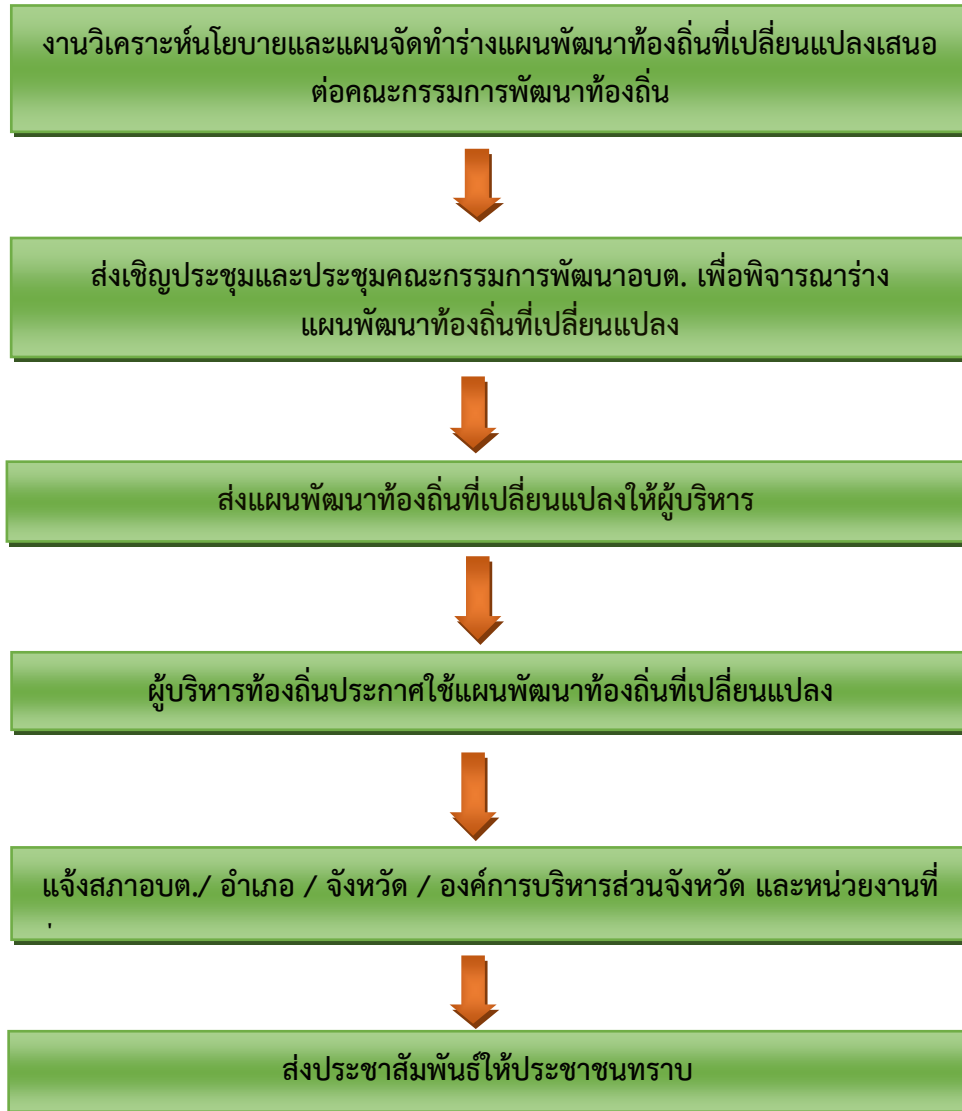 งานวิเคราะห์นโยบายและแผนจัดทำร่างแผนพัฒนาท้องถิ่นที่เปลี่ยนแปลงเสนอ
ต่อคณะกรรมการพัฒนาท้องถิ่น
ส่งเชิญประชุมและประชุมคณะกรรมการพัฒนาอบต. เพื่อพิจารณาร่าง
แผนพัฒนาท้องถิ่นที่เปลี่ยนแปลง
ส่งแผนพัฒนาท้องถิ่นที่เปลี่ยนแปลงให้ผู้บริหาร
ผู้บริหารท้องถิ่นประกาศใช้แผนพัฒนาท้องถิ่นที่เปลี่ยนแปลง
แจ้งสภาอบต./ อำเภอ / จังหวัด / องค์การบริหารส่วนจังหวัด และหน่วยงานที่
ส่งประชาสัมพันธ์ให้ประชาชนทราบ